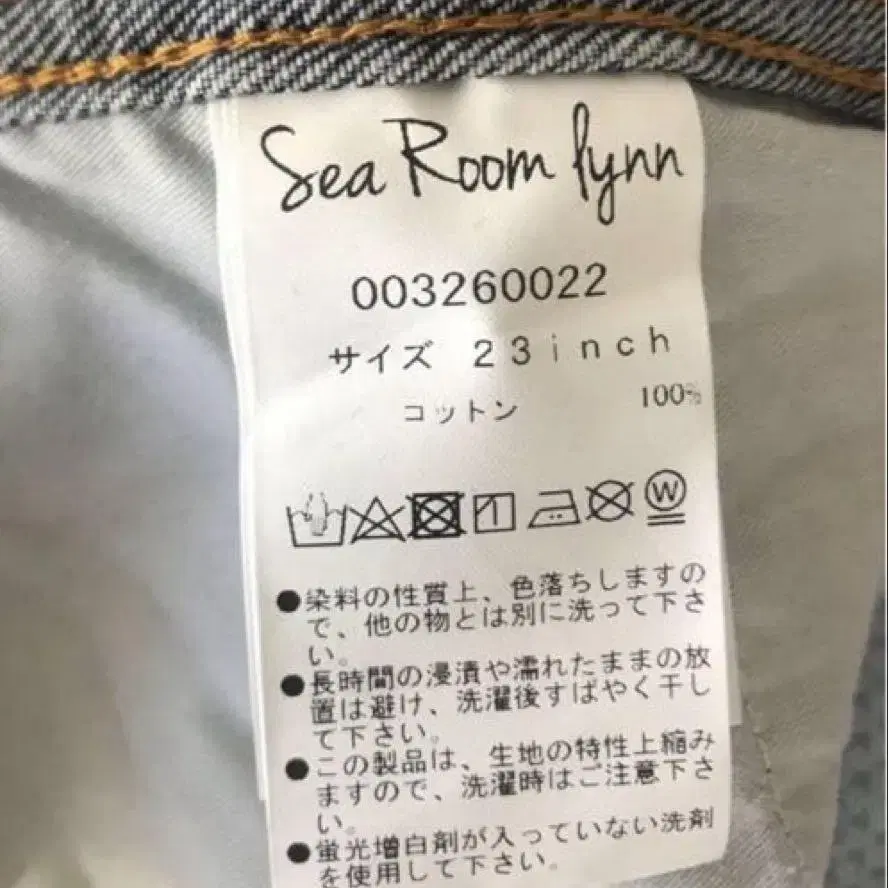 Sea Room lynn
003260022
サイズ 23inch
コットン 100%
W
●染料の性質上、色落ちしますの
で、他の物とは別に洗って下さ
い。
●長時間の浸漬や濡れたままの放
置は避け、洗濯後すばやく干し
て下さい。
●この製品は、生地の特性上縮み
ますので、洗濯時はご注意下さ
い。
●蛍光増白剤が入っていない洗剤
を使用して下さい。